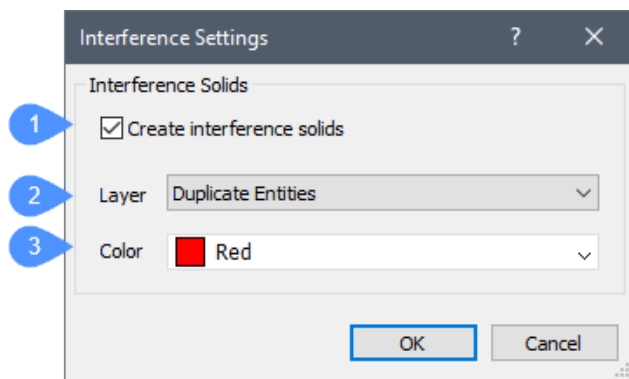 Interference Settings ? ×
Interference Solids
1 Create interference solids
2 Layer Duplicate Entities
3 Color Red
OK Cancel